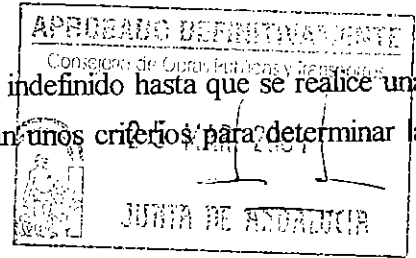 APROBADO DEFINITIVAMENTE
Consejería de Obras Públicas y Transportes
indefinido hasta que se realice una
an unos criterios para determinar la
JUNTA DE ANDALUCIA